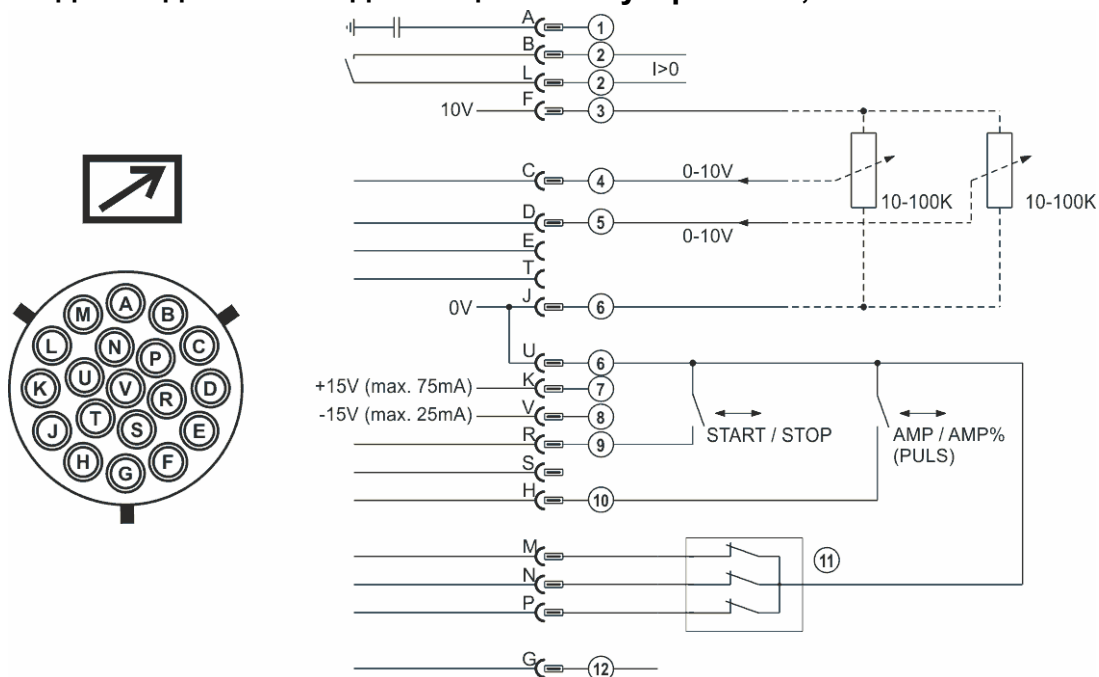 A 1
B 2
L 2 I>0
10V F 3
C 4 0-10V
10-100K 10-100K
D 5
0-10V
E
T
0V J 6
U 6
+15V (max. 75mA) K 7
-15V (max. 25mA) V 8
R 9 START / STOP AMP / AMP%
(PULS)
S
H 10
M 11
N
P
G 12
M A B
L N P C
K U V R D
J T S E
H G F